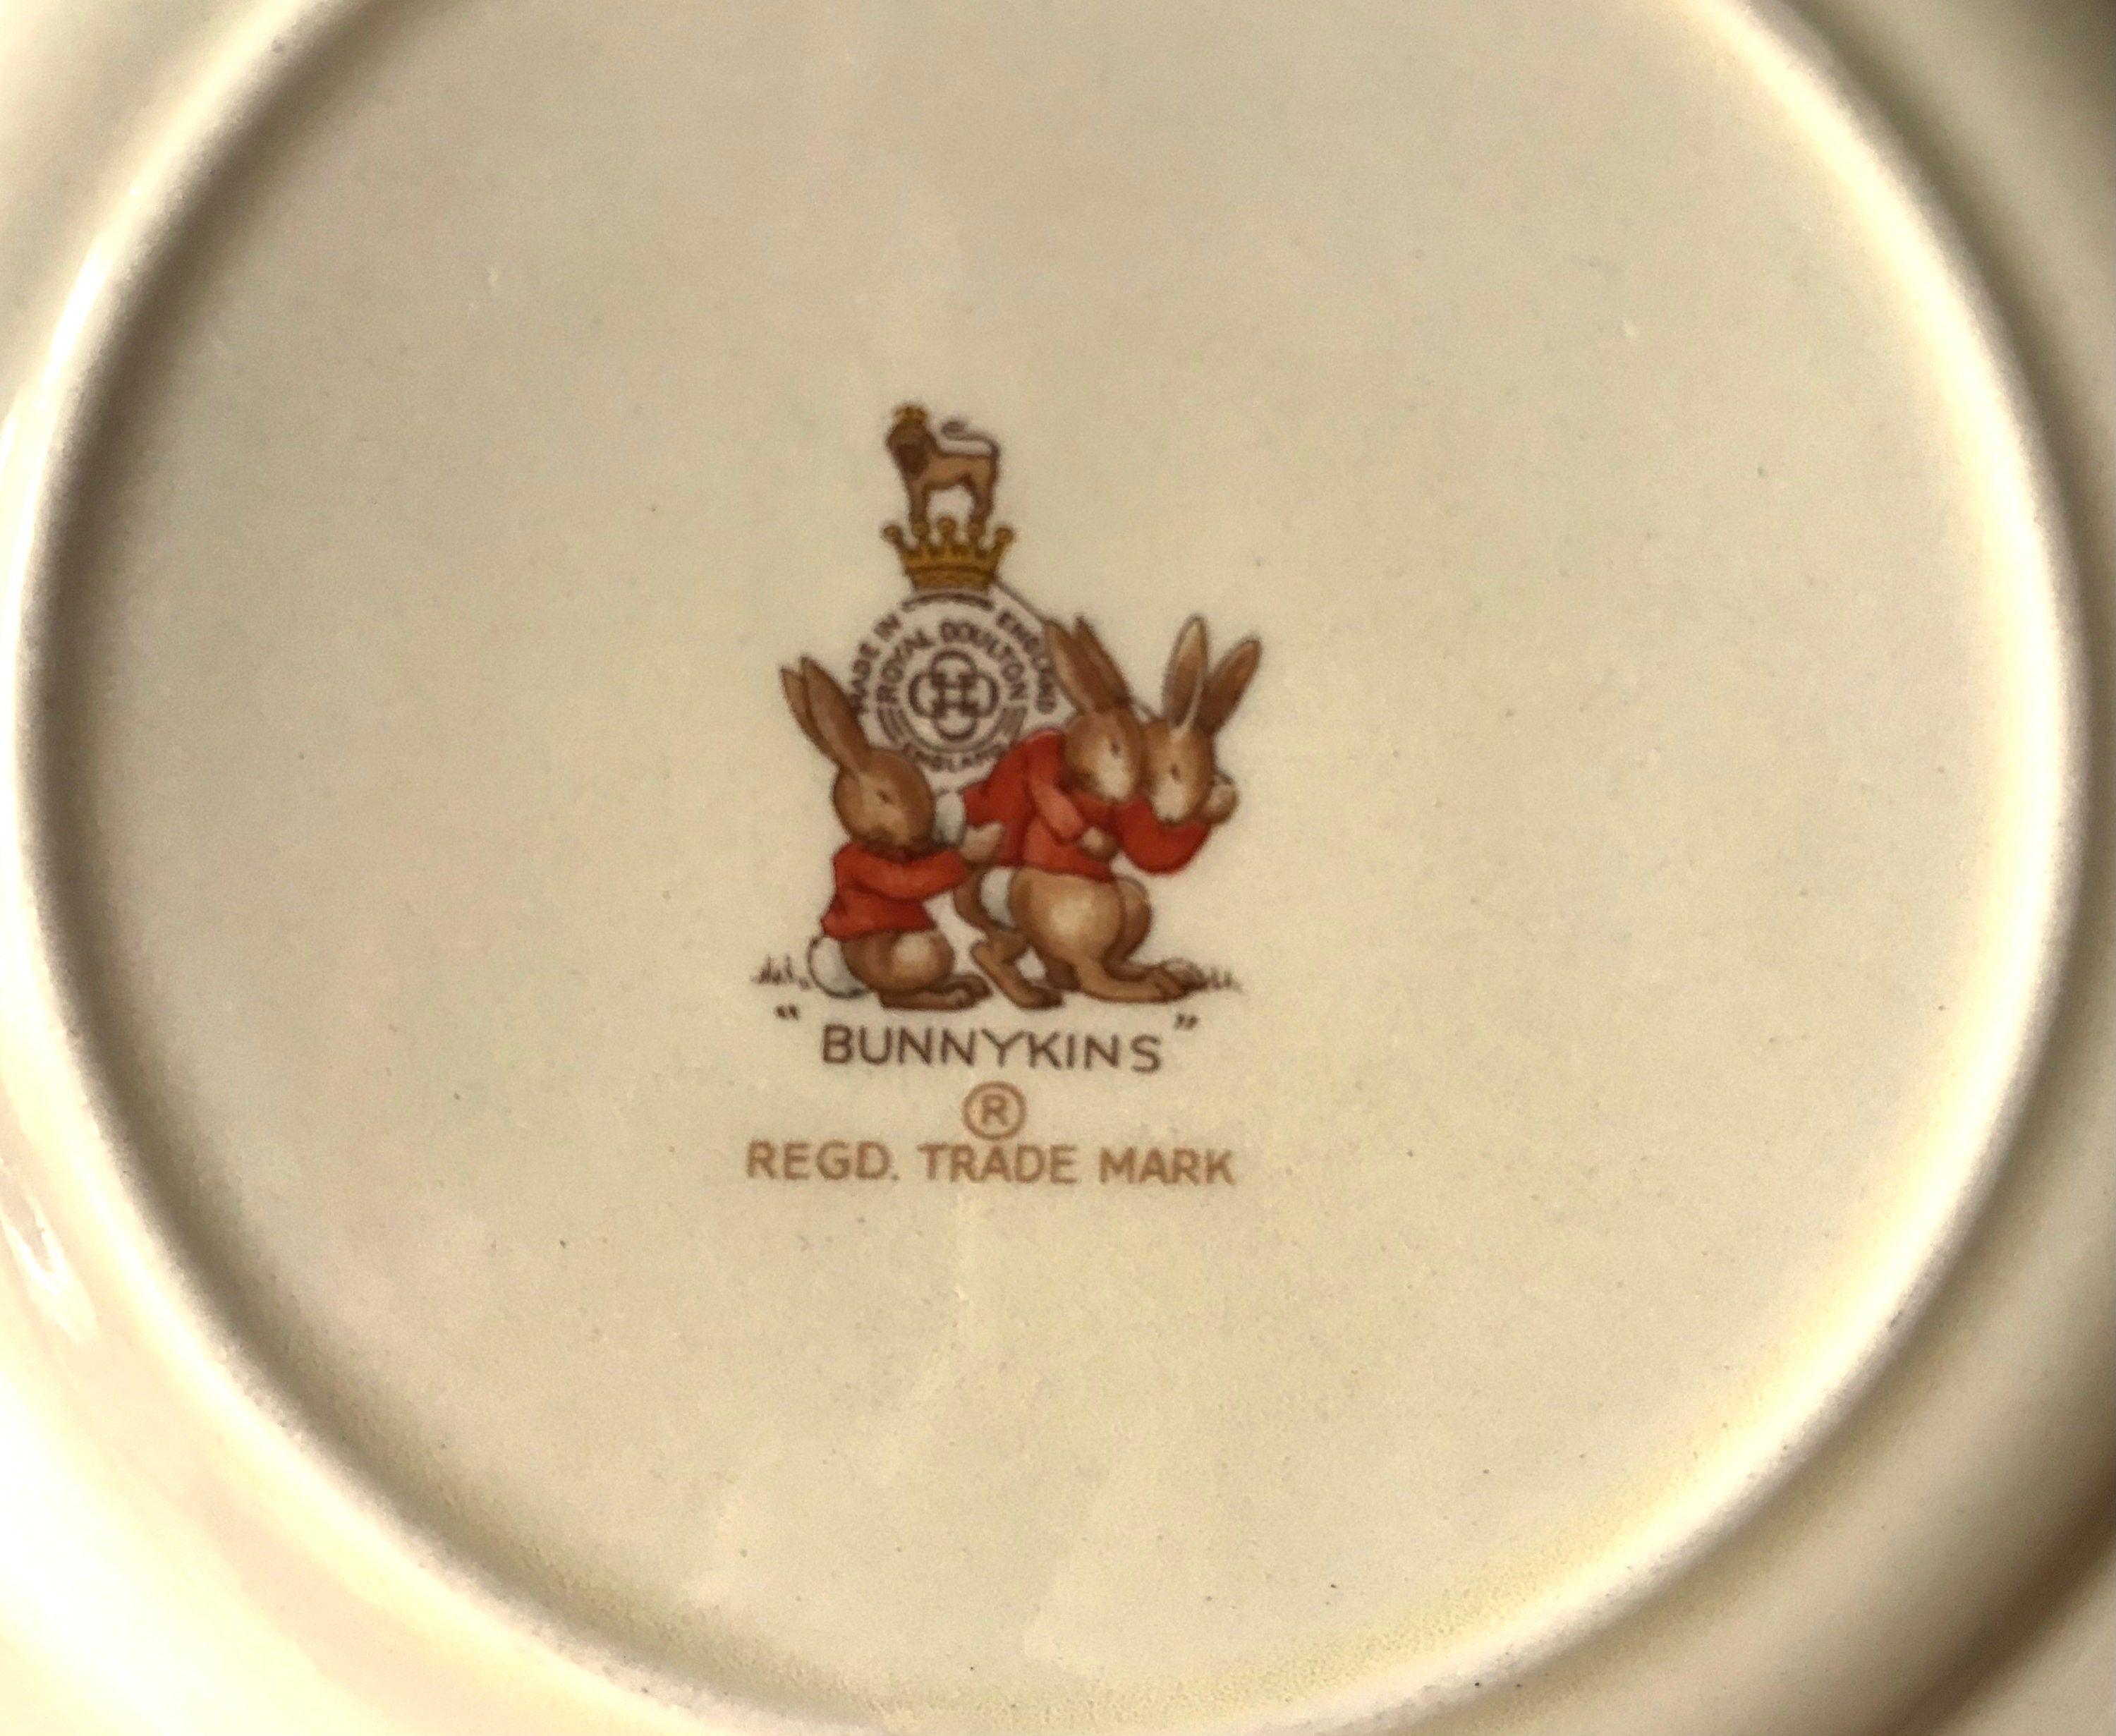 MADE IN ENGLAND
ROYAL DOULTON
ENGLAND
" BUNNYKINS "
®
REGD. TRADE MARK